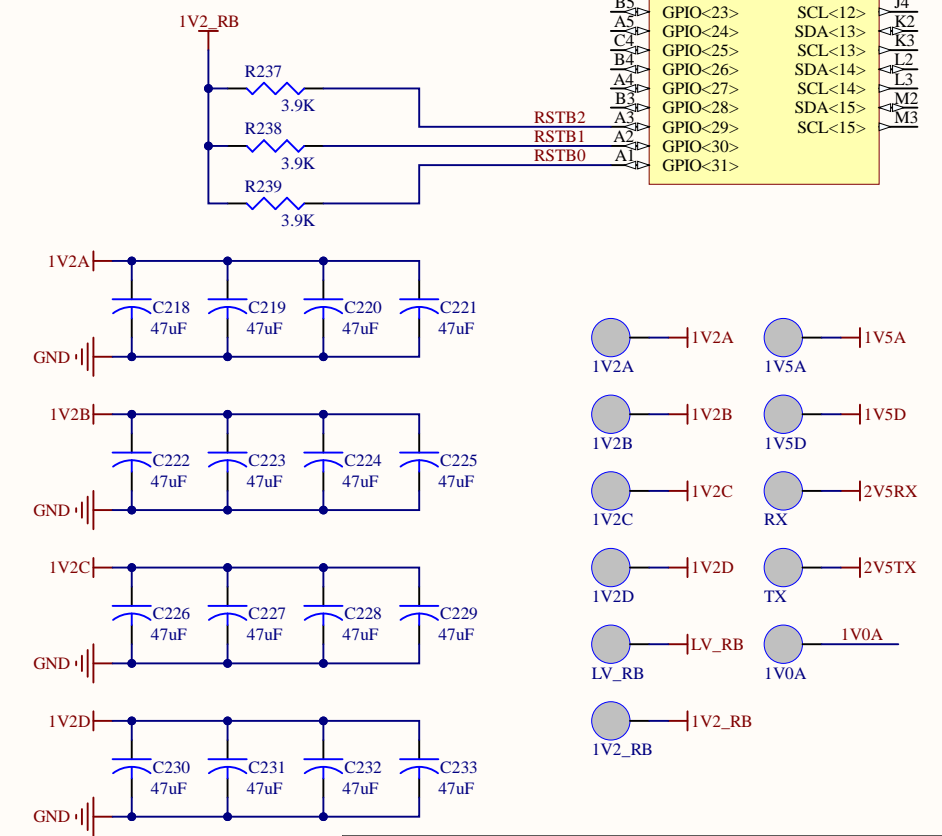 1V2_RB
R237
3.9K
R238
3.9K
R239
3.9K
RSTB2
RSTB1
RSTB0
B5 GPIO<23> SCL<12> J4
A5 GPIO<24> SDA<13> K2
C4 GPIO<25> SCL<13> K3
B4 GPIO<26> SDA<14> L2
A4 GPIO<27> SCL<14> L3
B3 GPIO<28> SDA<15> M2
A3 GPIO<29> SCL<15> M3
A2 GPIO<30>
A1 GPIO<31>
1V2A
C218 C219 C220 C221
47uF 47uF 47uF 47uF
GND
1V2B
C222 C223 C224 C225
47uF 47uF 47uF 47uF
GND
1V2C
C226 C227 C228 C229
47uF 47uF 47uF 47uF
GND
1V2D
C230 C231 C232 C233
47uF 47uF 47uF 47uF
GND
1V2A 1V5A
1V2A 1V5A
1V2B 1V5D
1V2B 1V5D
1V2C 2V5RX
1V2C RX
1V2D 2V5TX
1V2D TX
LV_RB 1V0A
LV_RB 1V0A
1V2_RB
1V2_RB